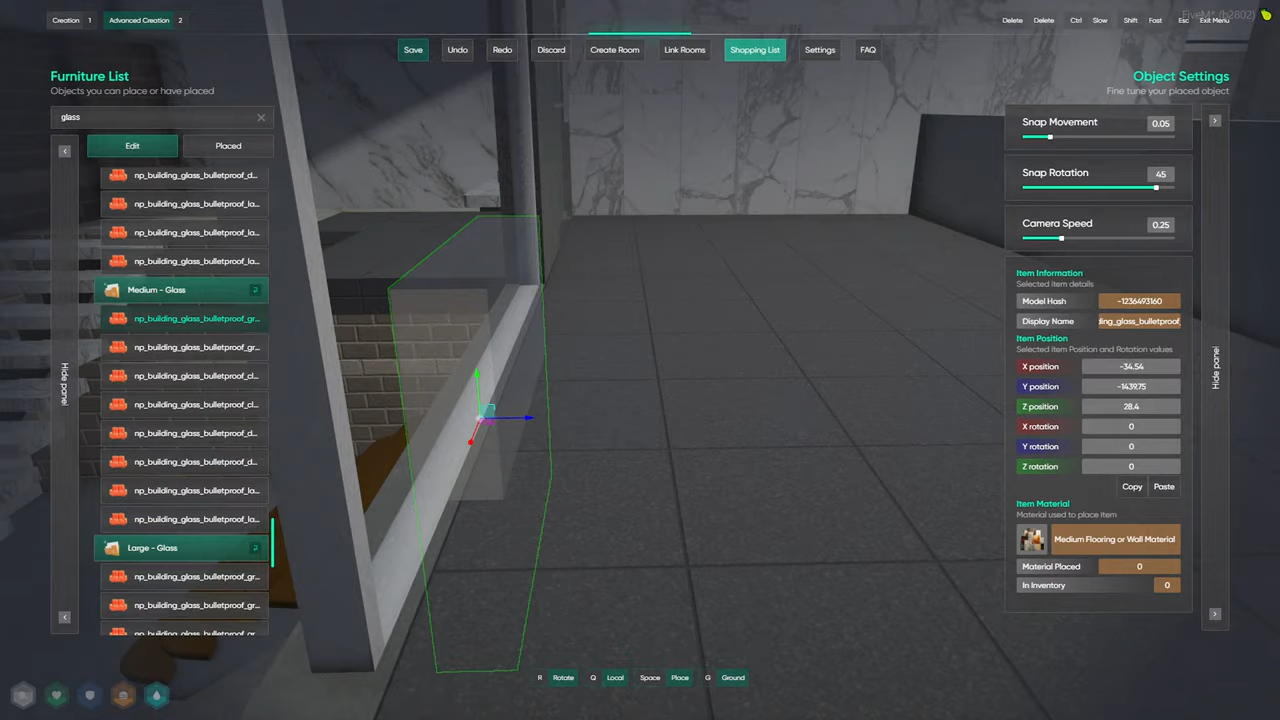 Creation 1 Advanced Creation 2
FiveM* (b2802)
Delete Delete Ctrl Slow Shift Fast Esc Exit Menu
Save Undo Redo Discard Create Room Link Rooms Shopping List Settings FAQ
Furniture List
Objects you can place or have placed
glass
Edit Placed
Hide panel
np_building_glass_bulletproof_d...
np_building_glass_bulletproof_la...
np_building_glass_bulletproof_la...
np_building_glass_bulletproof_la...
Medium - Glass
np_building_glass_bulletproof_gr...
np_building_glass_bulletproof_gr...
np_building_glass_bulletproof_cl...
np_building_glass_bulletproof_cl...
np_building_glass_bulletproof_d...
np_building_glass_bulletproof_d...
np_building_glass_bulletproof_la...
np_building_glass_bulletproof_la...
Large - Glass
np_building_glass_bulletproof_gr...
np_building_glass_bulletproof_gr...
np_building_glass_bulletproof_gr...
Object Settings
Fine tune your placed object
Snap Movement 0.05
Snap Rotation 45
Camera Speed 0.25
Item Information
Selected item details
Model Hash -1236493160
Display Name ding_glass_bulletproof_
Item Position
Selected item Position and Rotation values
X position -34.54
Y position -1439.75
Z position 28.4
X rotation 0
Y rotation 0
Z rotation 0
Copy Paste
Item Material
Material used to place item
Medium Flooring or Wall Material
Material Placed 0
In Inventory 0
Hide panel
R Rotate Q Local Space Place G Ground